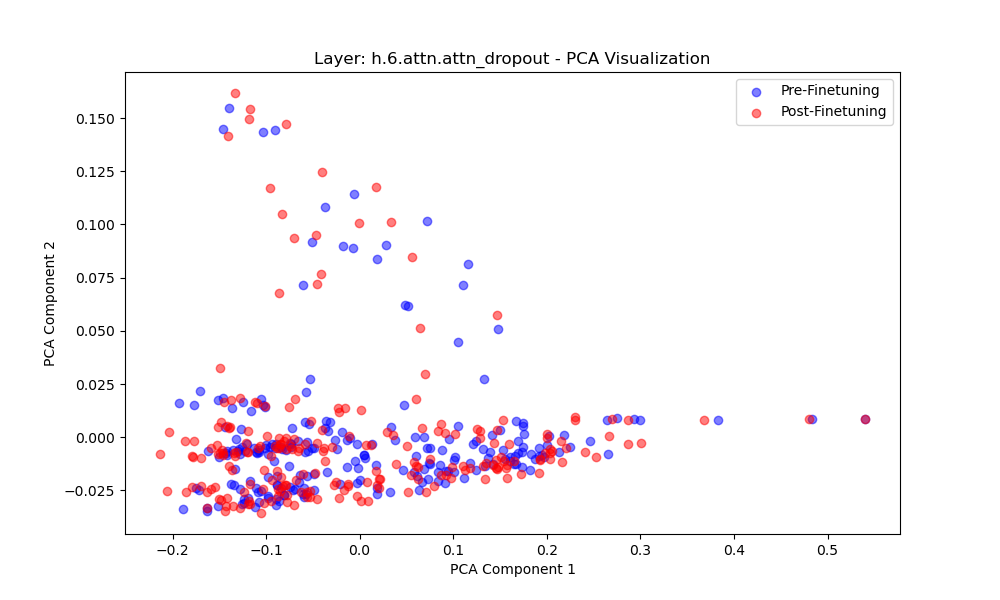 Layer: h.6.attn.attn_dropout - PCA Visualization
Pre-Finetuning
Post-Finetuning
PCA Component 2
0.150
0.125
0.100
0.075
0.050
0.025
0.000
−0.025
−0.2 −0.1 0.0 0.1 0.2 0.3 0.4 0.5
PCA Component 1